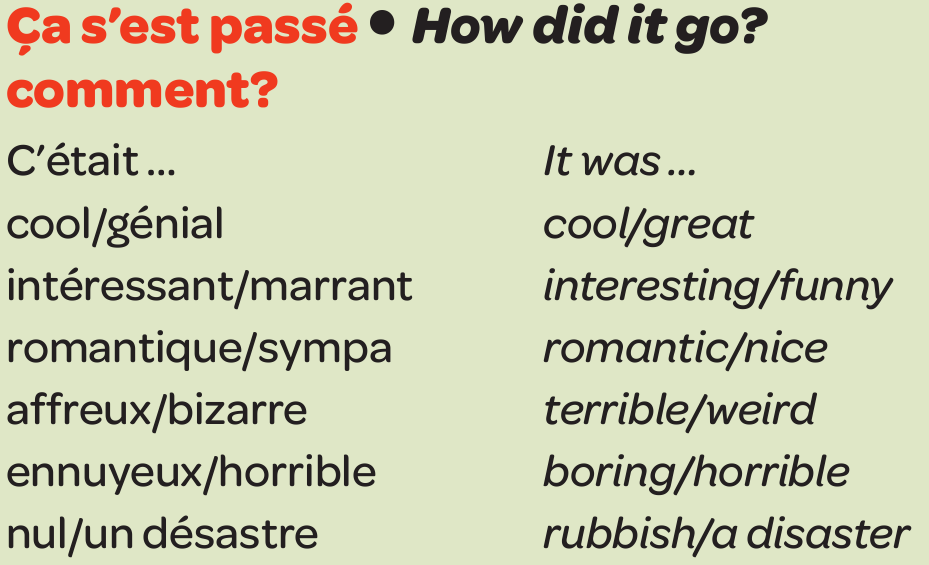 Ça s’est passé • How did it go?
comment?
C’était ... It was ...
cool/génial cool/great
intéressant/marrant interesting/funny
romantique/sympa romantic/nice
affreux/bizarre terrible/weird
ennuyeux/horrible boring/horrible
nul/un désastre rubbish/a disaster